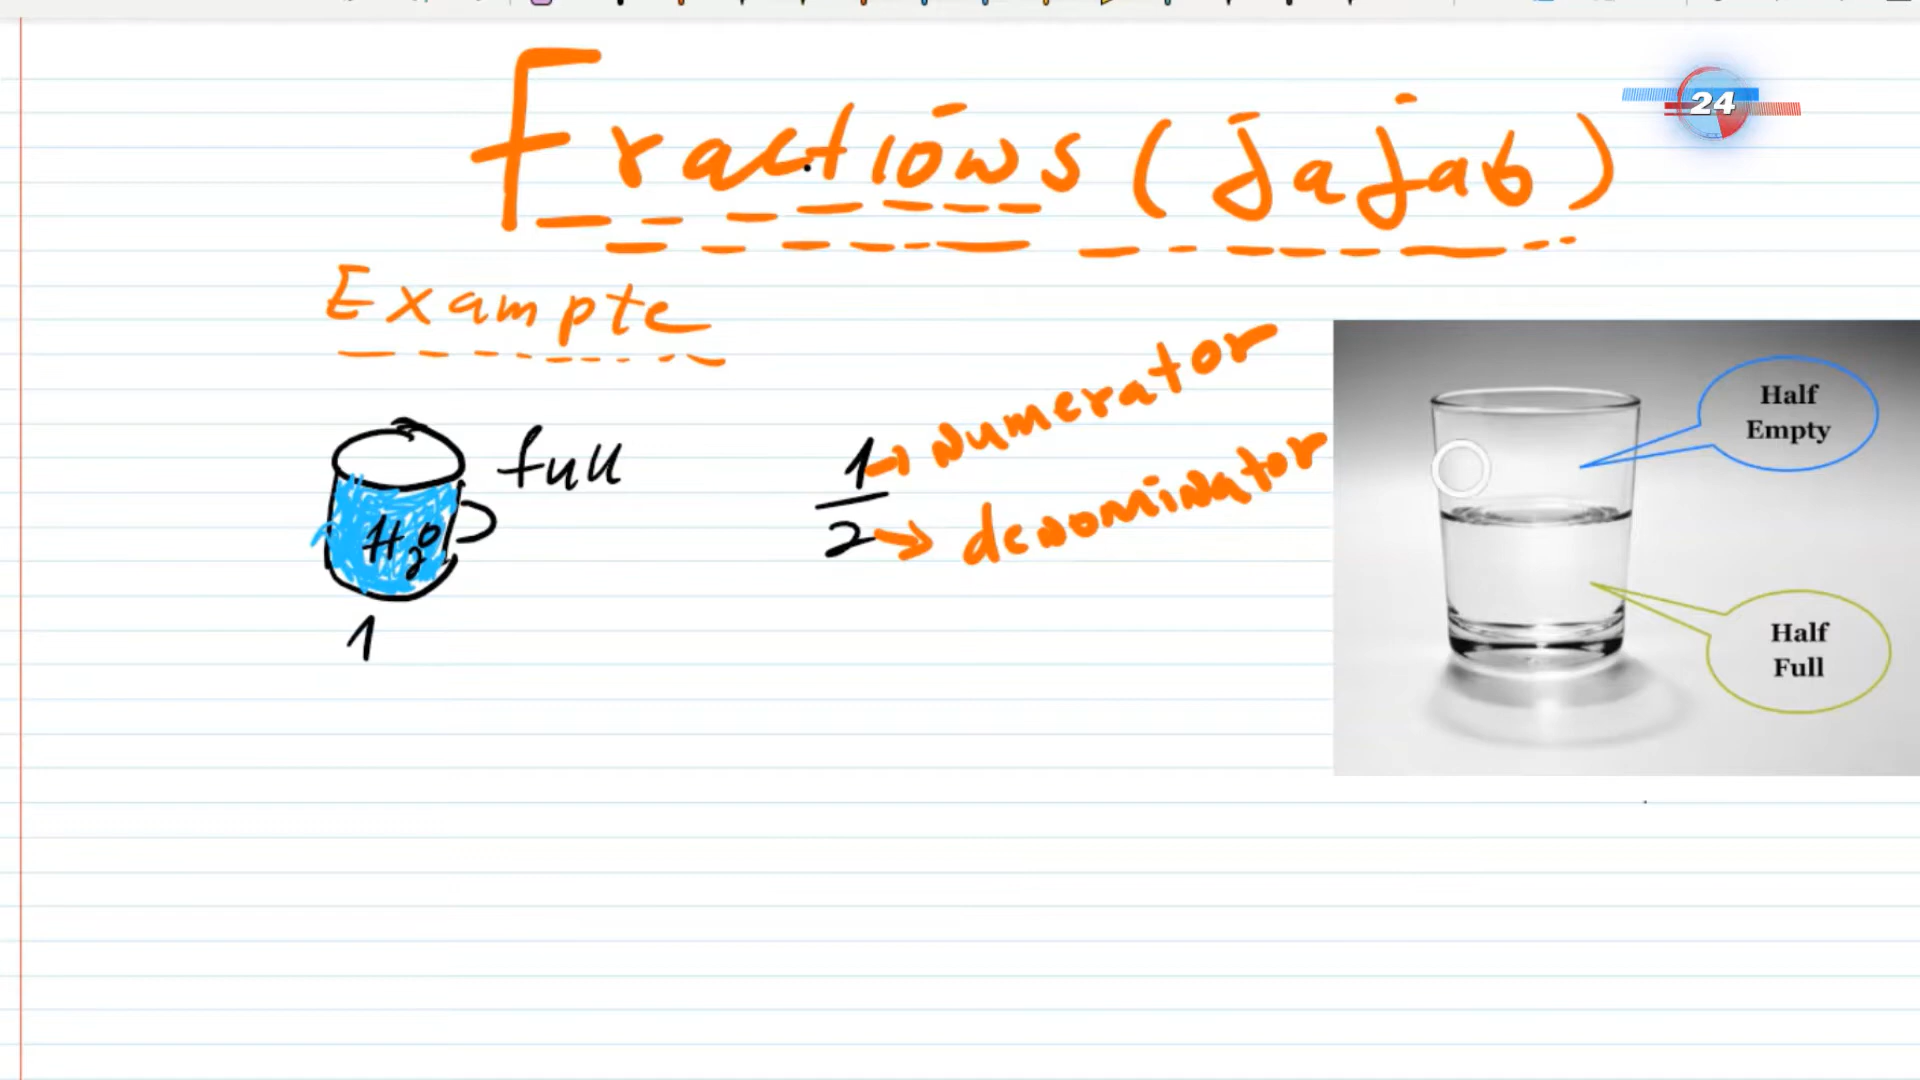 24
Fractions (jajab)
Example
full
H2O
1
1 → Numerator
2 → denominator
Half
Empty
Half
Full